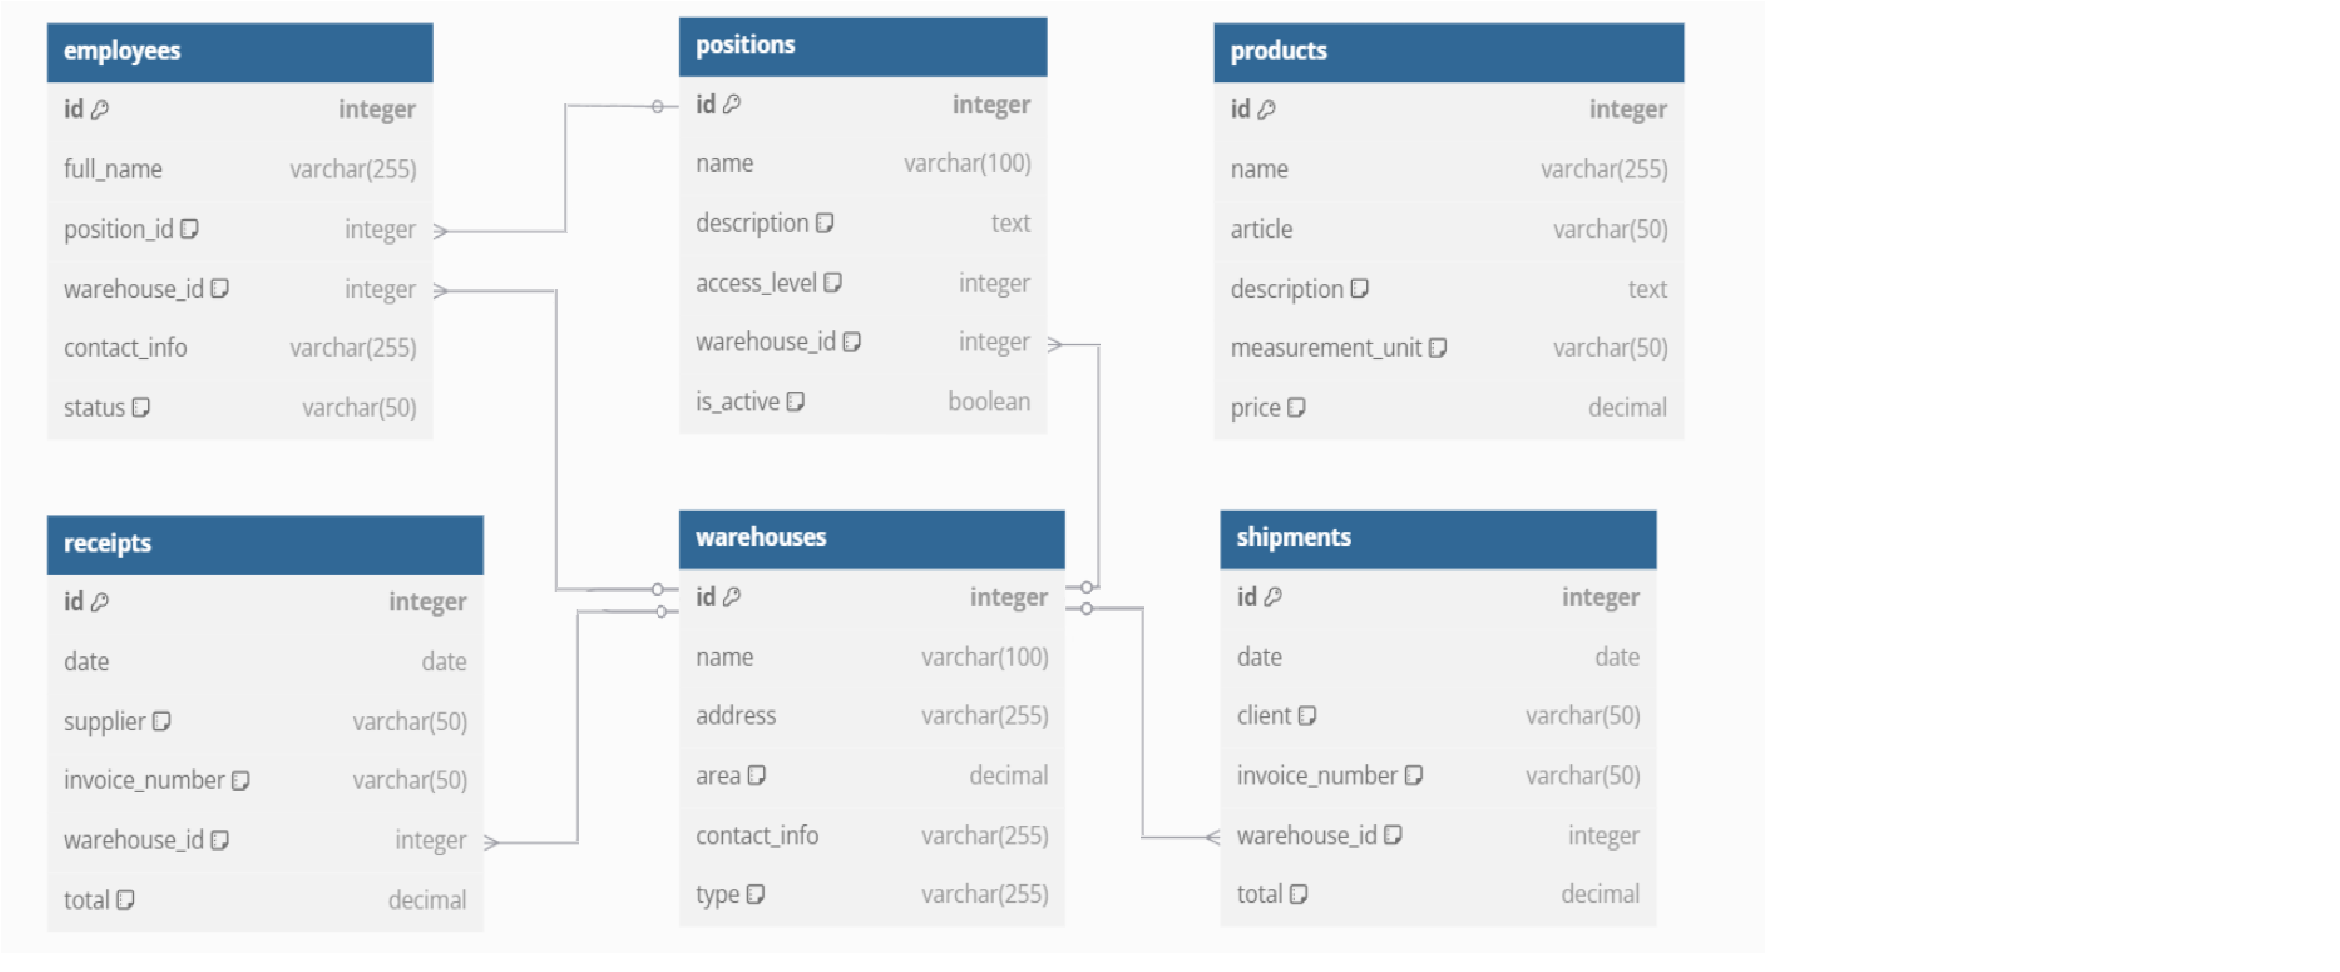 employees
id integer
full_name varchar(255)
position_id integer
warehouse_id integer
contact_info varchar(255)
status varchar(50)
positions
id integer
name varchar(100)
description text
access_level integer
warehouse_id integer
is_active boolean
products
id integer
name varchar(255)
article varchar(50)
description text
measurement_unit varchar(50)
price decimal
receipts
id integer
date date
supplier varchar(50)
invoice_number varchar(50)
warehouse_id integer
total decimal
warehouses
id integer
name varchar(100)
address varchar(255)
area decimal
contact_info varchar(255)
type varchar(255)
shipments
id integer
date date
client varchar(50)
invoice_number varchar(50)
warehouse_id integer
total decimal